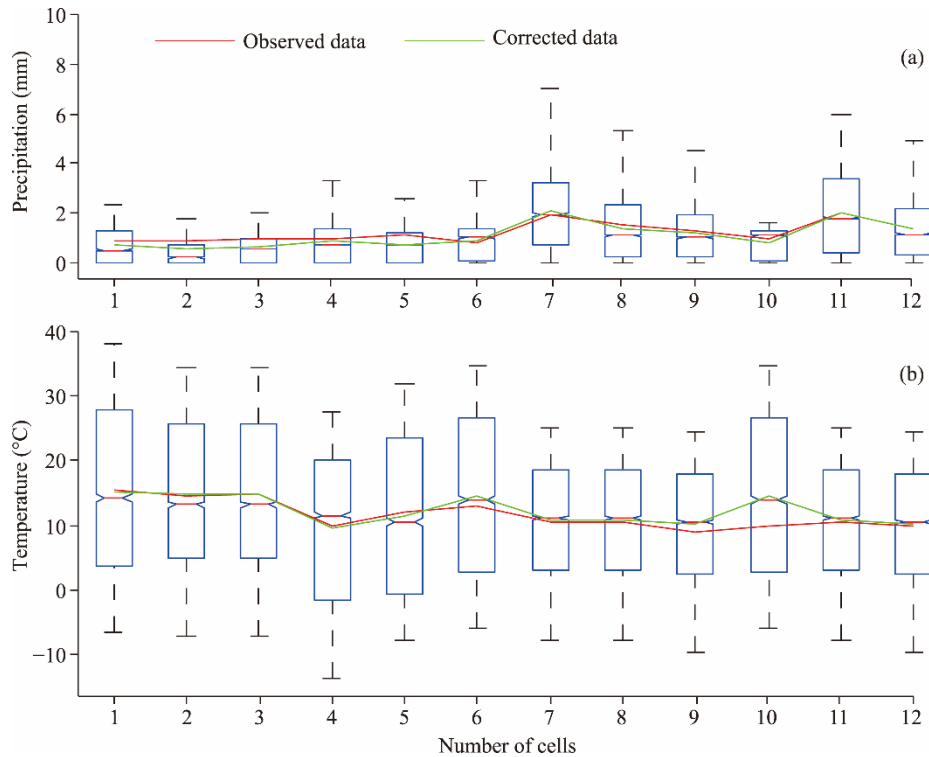 10
Observed data Corrected data
(a)
8
6
4
2
0
Precipitation (mm)
1 2 3 4 5 6 7 8 9 10 11 12
40
(b)
30
20
10
0
−10
Temperature (°C)
1 2 3 4 5 6 7 8 9 10 11 12
Number of cells